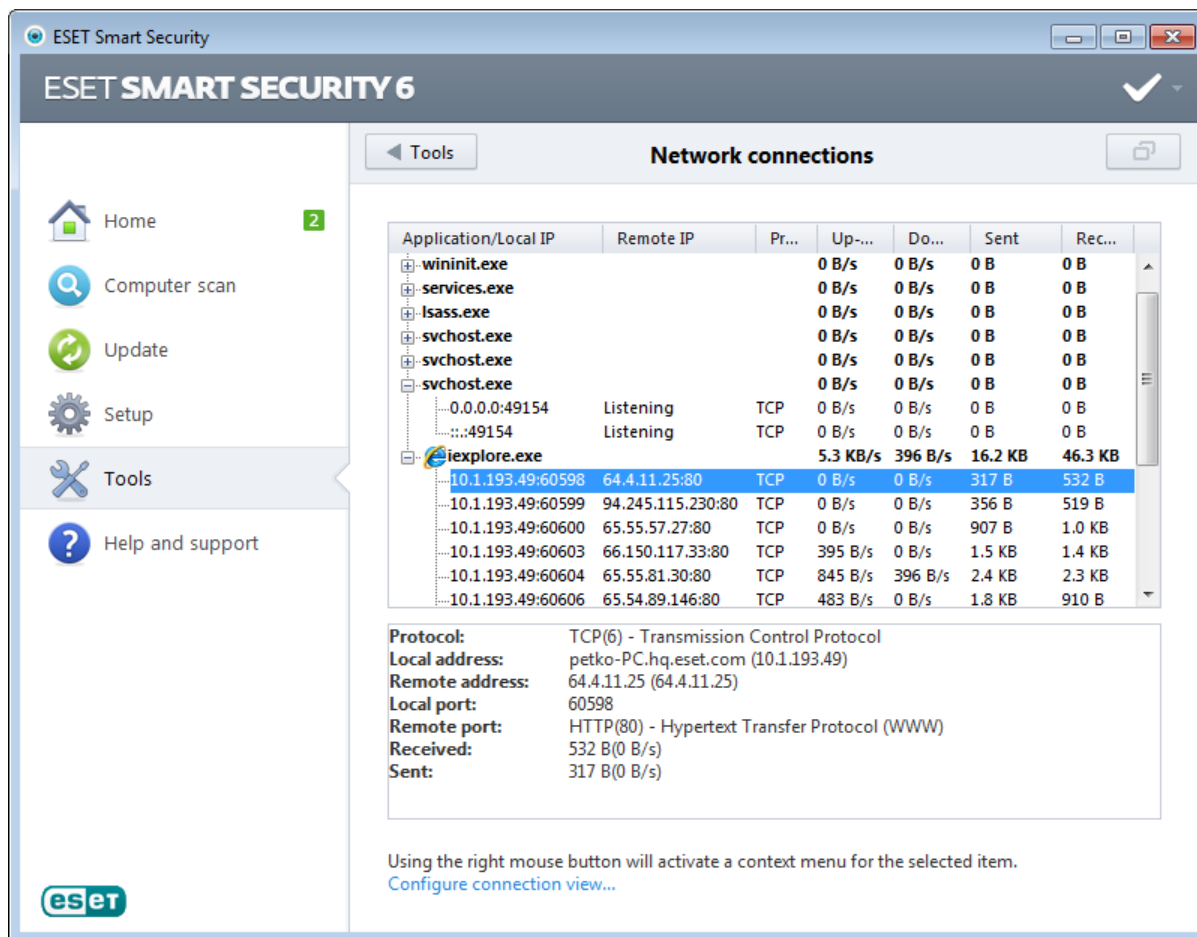 ESET Smart Security
ESET SMART SECURITY 6
Tools
Network connections
Home 2
Computer scan
Update
Setup
Tools
Help and support
Application/Local IP Remote IP Pr... Up-... Do... Sent Rec...
wininit.exe 0 B/s 0 B/s 0 B 0 B
services.exe 0 B/s 0 B/s 0 B 0 B
lsass.exe 0 B/s 0 B/s 0 B 0 B
svchost.exe 0 B/s 0 B/s 0 B 0 B
svchost.exe 0 B/s 0 B/s 0 B 0 B
svchost.exe 0 B/s 0 B/s 0 B 0 B
0.0.0.0:49154 Listening TCP 0 B/s 0 B/s 0 B 0 B
::.:49154 Listening TCP 0 B/s 0 B/s 0 B 0 B
iexplore.exe 5.3 KB/s 396 B/s 16.2 KB 46.3 KB
10.1.193.49:60598 64.4.11.25:80 TCP 0 B/s 0 B/s 317 B 532 B
10.1.193.49:60599 94.245.115.230:80 TCP 0 B/s 0 B/s 356 B 519 B
10.1.193.49:60600 65.55.57.27:80 TCP 0 B/s 0 B/s 907 B 1.0 KB
10.1.193.49:60603 66.150.117.33:80 TCP 395 B/s 0 B/s 1.5 KB 1.4 KB
10.1.193.49:60604 65.55.81.30:80 TCP 845 B/s 396 B/s 2.4 KB 2.3 KB
10.1.193.49:60606 65.54.89.146:80 TCP 483 B/s 0 B/s 1.8 KB 910 B
Protocol: TCP(6) - Transmission Control Protocol
Local address: petko-PC.hq.eset.com (10.1.193.49)
Remote address: 64.4.11.25 (64.4.11.25)
Local port: 60598
Remote port: HTTP(80) - Hypertext Transfer Protocol (WWW)
Received: 532 B(0 B/s)
Sent: 317 B(0 B/s)
Using the right mouse button will activate a context menu for the selected item.
Configure connection view...
eset